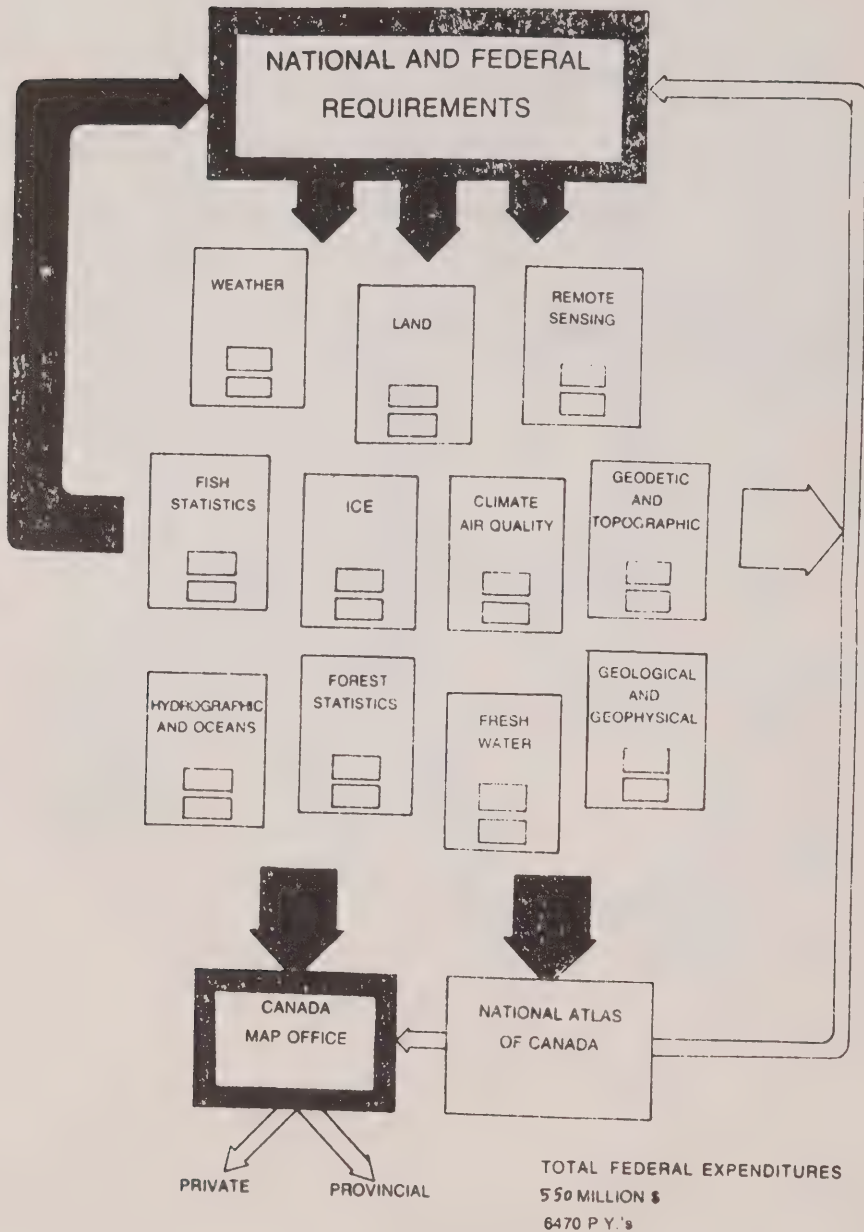 NATIONAL AND FEDERAL
REQUIREMENTS
WEATHER
LAND
REMOTE
SENSING
FISH
STATISTICS
ICE
CLIMATE
AIR QUALITY
GEODETIC
AND
TOPOGRAPHIC
HYDROGRAPHIC
AND OCEANS
FOREST
STATISTICS
FRESH
WATER
GEOLOGICAL
AND
GEOPHYSICAL
CANADA
MAP OFFICE
NATIONAL ATLAS
OF CANADA
PRIVATE
PROVINCIAL
TOTAL FEDERAL EXPENDITURES
550 MILLION $
6470 P Y.'s